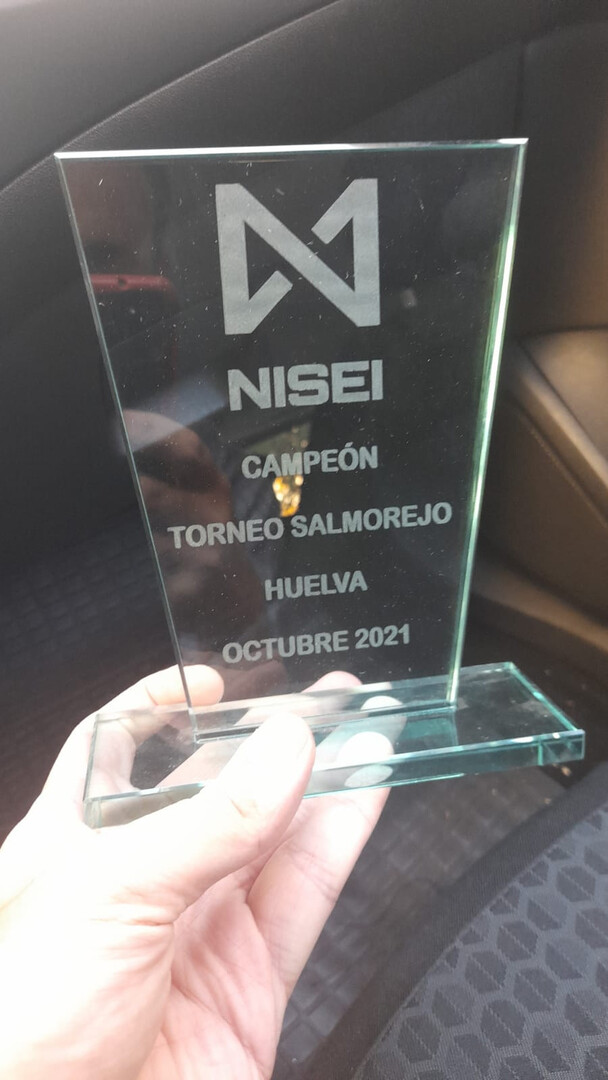 NISEI
CAMPEÓN
TORNEO SALMOREJO
HUELVA
OCTUBRE 2021